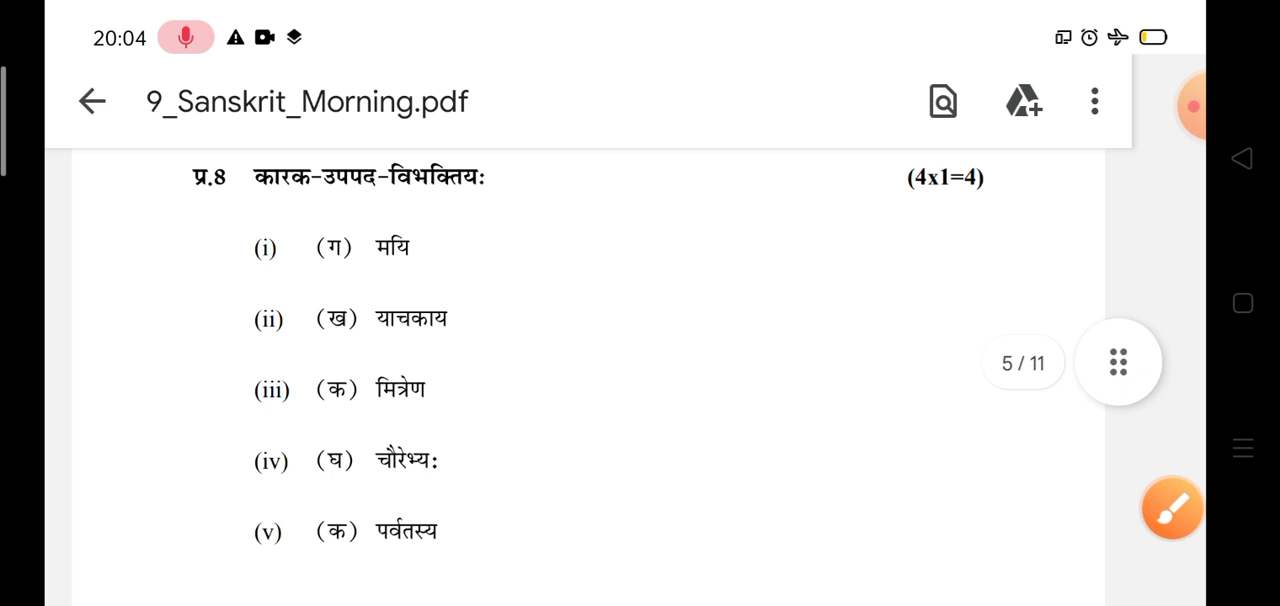 20:04
9_Sanskrit_Morning.pdf
प्र.8 कारक-उपपद-विभक्तियः (4x1=4)
(i) (ग) मयि
(ii) (ख) याचकाय
(iii) (क) मित्रेण
(iv) (घ) चौरेभ्यः
(v) (क) पर्वतस्य
5 / 11